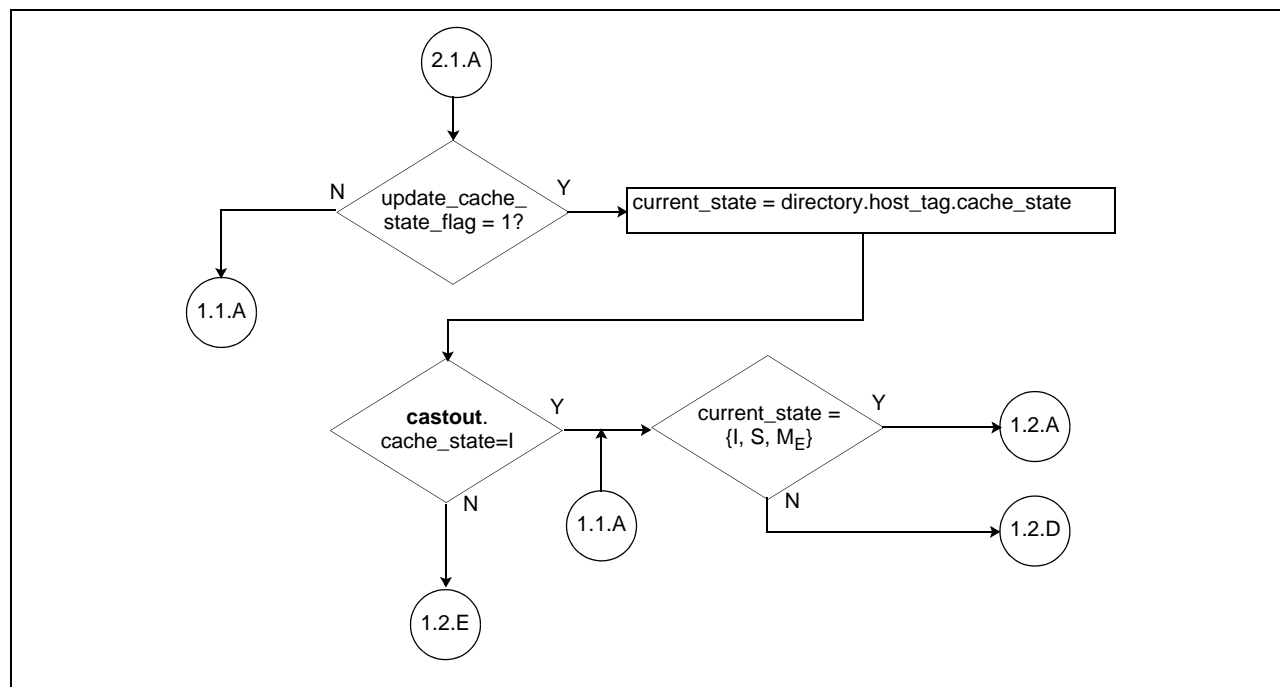 2.1.A
N
update_cache_
state_flag = 1?
Y
current_state = directory.host_tag.cache_state
1.1.A
castout.
cache_state=I
Y
current_state =
{I, S, M_E}
Y
1.2.A
N
1.1.A
N
1.2.D
1.2.E